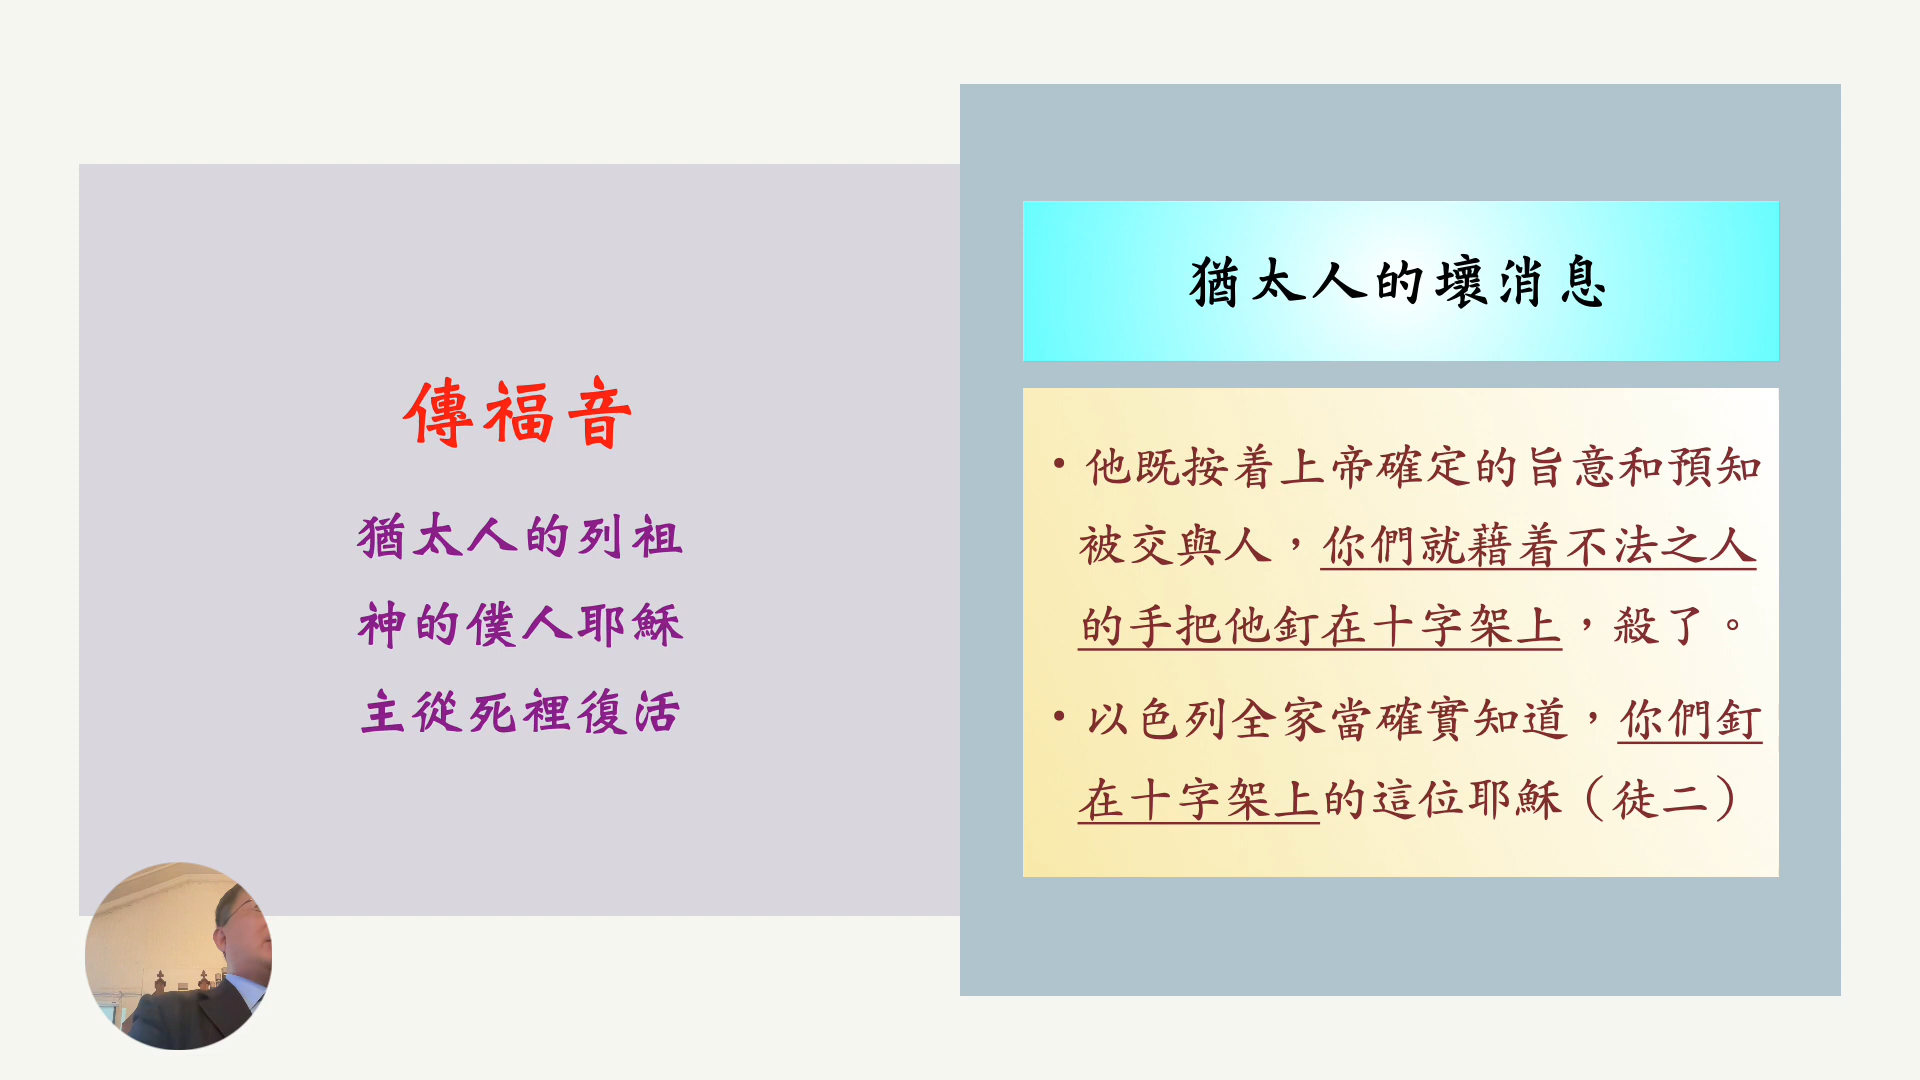 傳福音
猶太人的列祖
神的僕人耶穌
主從死裡復活
猶太人的壞消息
• 他既按着上帝確定的旨意和預知
被交與人，你們就藉着不法之人
的手把他釘在十字架上，殺了。
• 以色列全家當確實知道，你們釘
在十字架上的這位耶穌（徒二）